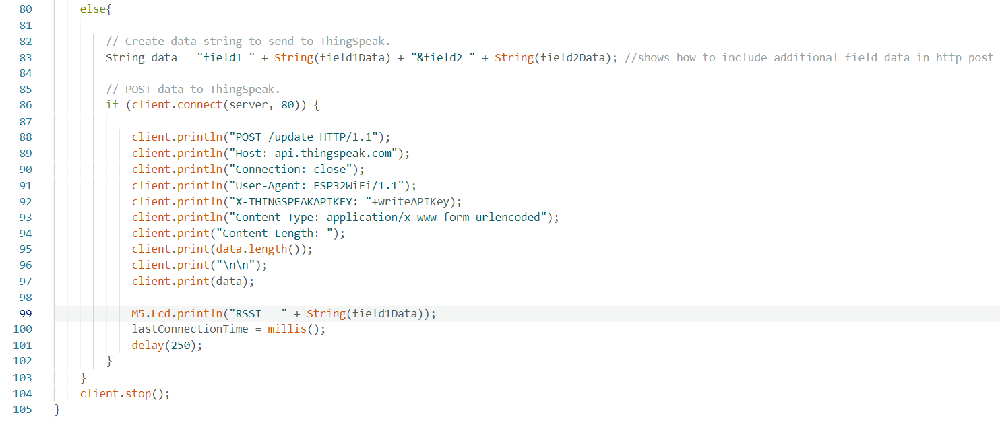 80 else{
81
82 // Create data string to send to ThingSpeak.
83 String data = "field1=" + String(field1Data) + "&field2=" + String(field2Data); //shows how to include additional field data in http post
84
85 // POST data to ThingSpeak.
86 if (client.connect(server, 80)) {
87
88 client.println("POST /update HTTP/1.1");
89 client.println("Host: api.thingspeak.com");
90 client.println("Connection: close");
91 client.println("User-Agent: ESP32WiFi/1.1");
92 client.println("X-THINGSPEAKAPIKEY: "+writeAPIKey);
93 client.println("Content-Type: application/x-www-form-urlencoded");
94 client.print("Content-Length: ");
95 client.print(data.length());
96 client.print("\n\n");
97 client.print(data);
98
99 M5.Lcd.println("RSSI = " + String(field1Data));
100 lastConnectionTime = millis();
101 delay(250);
102 }
103 }
104 client.stop();
105 }